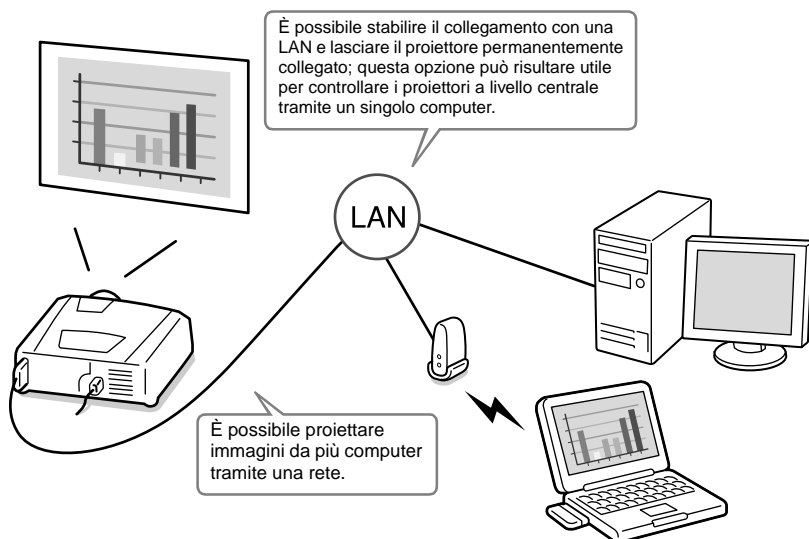 È possibile stabilire il collegamento con una
LAN e lasciare il proiettore permanentemente
collegato; questa opzione può risultare utile
per controllare i proiettori a livello centrale
tramite un singolo computer.
LAN
È possibile proiettare
immagini da più computer
tramite una rete.